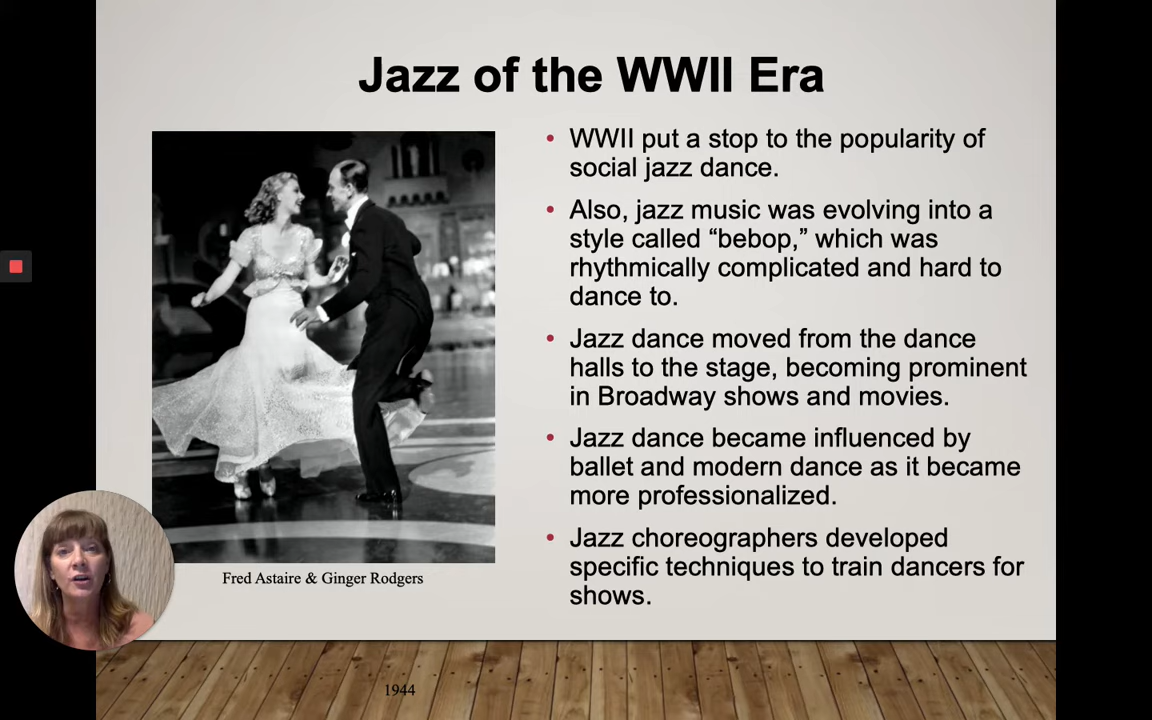 Jazz of the WWII Era
• WWII put a stop to the popularity of
social jazz dance.
• Also, jazz music was evolving into a
style called “bebop,” which was
rhythmically complicated and hard to
dance to.
• Jazz dance moved from the dance
halls to the stage, becoming prominent
in Broadway shows and movies.
• Jazz dance became influenced by
ballet and modern dance as it became
more professionalized.
• Jazz choreographers developed
specific techniques to train dancers for
shows.
Fred Astaire & Ginger Rodgers
1944